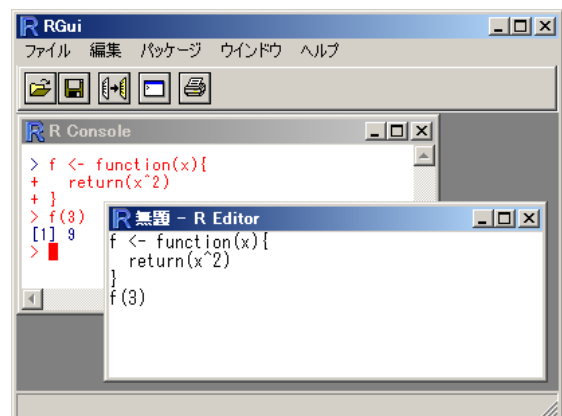 RGui
ファイル 編集 パッケージ ウインドウ ヘルプ
R Console
> f <- function(x){
+   return(x^2)
+ }
> f(3)
[1] 9
>
無題 - R Editor
f <- function(x){
  return(x^2)
}
f(3)